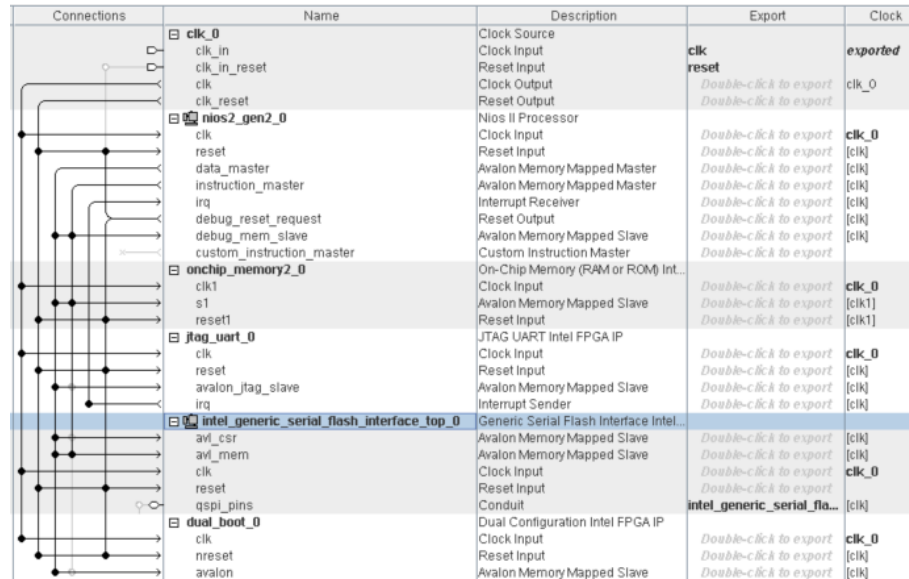 Connections Name Description Export Clock
clk_0 Clock Source
clk_in Clock Input clk exported
clk_in_reset Reset Input reset
clk Clock Output Double-click to export clk_0
clk_reset Reset Output Double-click to export
nios2_gen2_0 Nios II Processor
clk Clock Input Double-click to export clk_0
reset Reset Input Double-click to export [clk]
data_master Avalon Memory Mapped Master Double-click to export [clk]
instruction_master Avalon Memory Mapped Master Double-click to export [clk]
irq Interrupt Receiver Double-click to export [clk]
debug_reset_request Reset Output Double-click to export [clk]
debug_mem_slave Avalon Memory Mapped Slave Double-click to export [clk]
custom_instruction_master Custom Instruction Master Double-click to export
onchip_memory2_0 On-Chip Memory (RAM or ROM) Int...
clk1 Clock Input Double-click to export clk_0
s1 Avalon Memory Mapped Slave Double-click to export [clk1]
reset1 Reset Input Double-click to export [clk1]
jtag_uart_0 JTAG UART Intel FPGA IP
clk Clock Input Double-click to export clk_0
reset Reset Input Double-click to export [clk]
avalon_jtag_slave Avalon Memory Mapped Slave Double-click to export [clk]
irq Interrupt Sender Double-click to export [clk]
intel_generic_serial_flash_interface_top_0 Generic Serial Flash Interface Intel...
avl_csr Avalon Memory Mapped Slave Double-click to export [clk]
avl_mem Avalon Memory Mapped Slave Double-click to export [clk]
clk Clock Input Double-click to export clk_0
reset Reset Input Double-click to export
qspi_pins Conduit intel_generic_serial_fla... [clk]
dual_boot_0 Dual Configuration Intel FPGA IP
clk Clock Input Double-click to export clk_0
nreset Reset Input Double-click to export [clk]
avalon Avalon Memory Mapped Slave Double-click to export [clk]